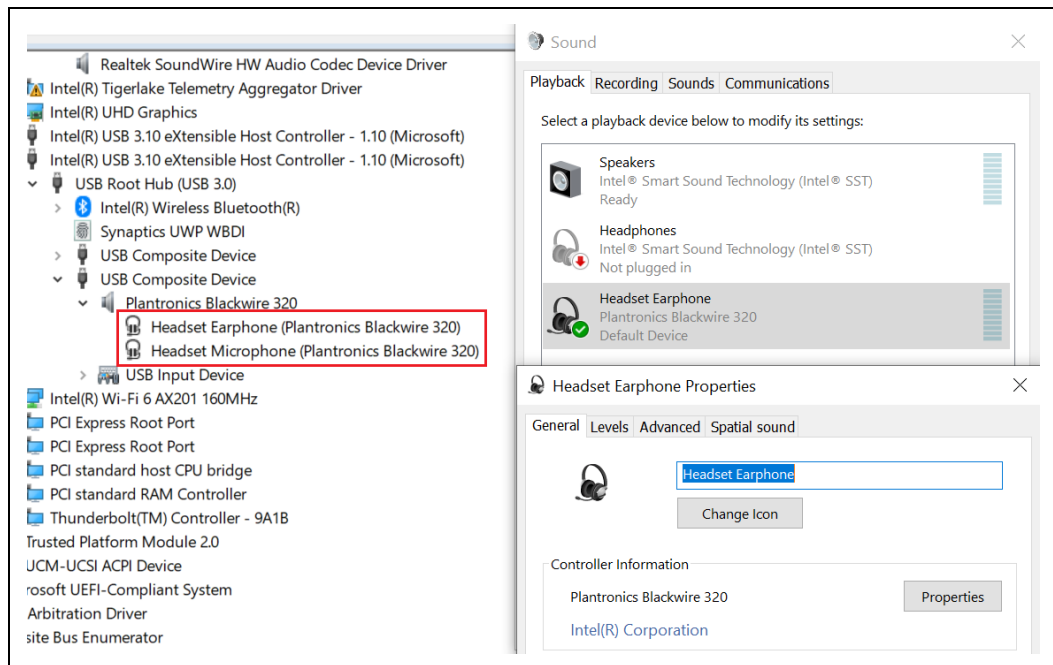 Realtek SoundWire HW Audio Codec Device Driver
Intel(R) Tigerlake Telemetry Aggregator Driver
Intel(R) UHD Graphics
Intel(R) USB 3.10 eXtensible Host Controller - 1.10 (Microsoft)
Intel(R) USB 3.10 eXtensible Host Controller - 1.10 (Microsoft)
USB Root Hub (USB 3.0)
Intel(R) Wireless Bluetooth(R)
Synaptics UWP WBDI
USB Composite Device
USB Composite Device
Plantronics Blackwire 320
Headset Earphone (Plantronics Blackwire 320)
Headset Microphone (Plantronics Blackwire 320)
USB Input Device
Intel(R) Wi-Fi 6 AX201 160MHz
PCI Express Root Port
PCI Express Root Port
PCI standard host CPU bridge
PCI standard RAM Controller
Thunderbolt(TM) Controller - 9A1B
Trusted Platform Module 2.0
UCM-UCSI ACPI Device
rosoft UEFI-Compliant System
Arbitration Driver
site Bus Enumerator
Sound
Playback Recording Sounds Communications
Select a playback device below to modify its settings:
Speakers
Intel® Smart Sound Technology (Intel® SST)
Ready
Headphones
Intel® Smart Sound Technology (Intel® SST)
Not plugged in
Headset Earphone
Plantronics Blackwire 320
Default Device
Headset Earphone Properties
General Levels Advanced Spatial sound
Headset Earphone
Change Icon
Controller Information
Plantronics Blackwire 320 Properties
Intel(R) Corporation